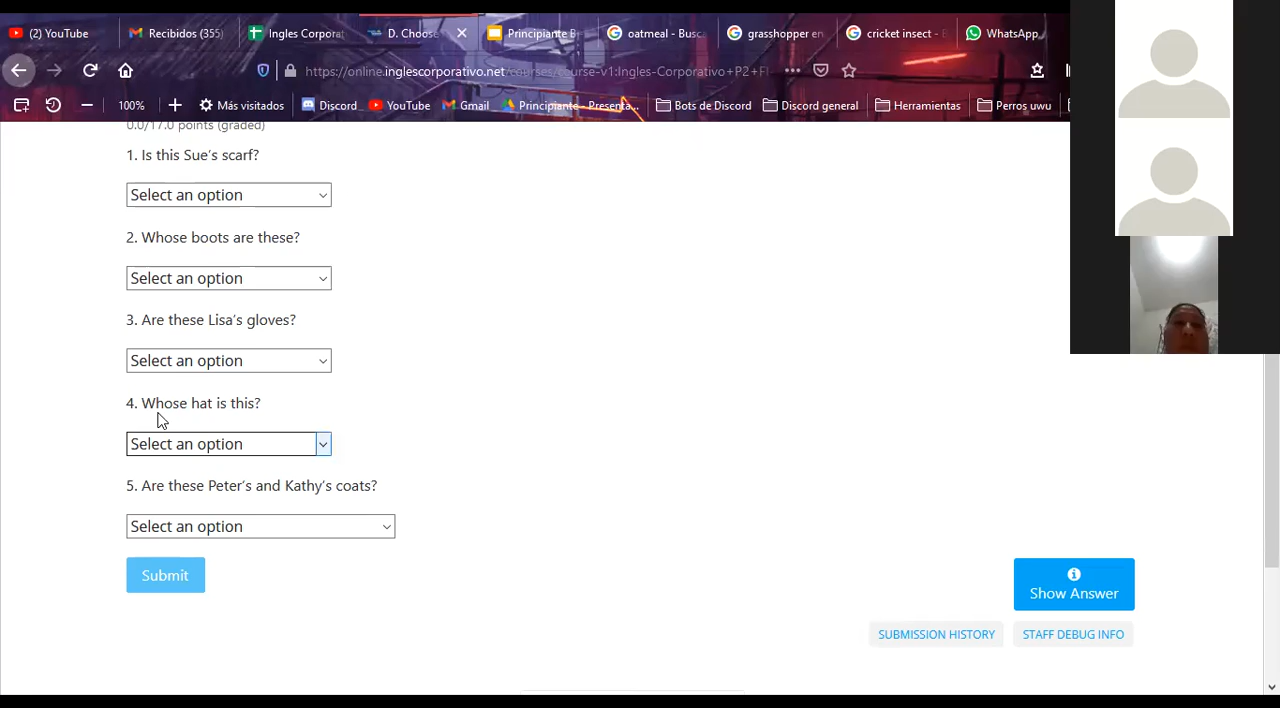 (2) YouTube
Recibidos (355)
Ingles Corporat
D. Choose
Principiante B
oatmeal - Busca
grasshopper en
cricket insect - B
WhatsApp
https://online.inglescorporativo.net/courses/course-v1:Ingles-Corporativo+P2+Fl
100%
Más visitados
Discord
YouTube
Gmail
Principiante - Presenta...
Bots de Discord
Discord general
Herramientas
Perros uwu
0.0/17.0 points (graded)
1. Is this Sue's scarf?
Select an option
2. Whose boots are these?
Select an option
3. Are these Lisa's gloves?
Select an option
4. Whose hat is this?
Select an option
5. Are these Peter's and Kathy's coats?
Select an option
Submit
Show Answer
SUBMISSION HISTORY
STAFF DEBUG INFO